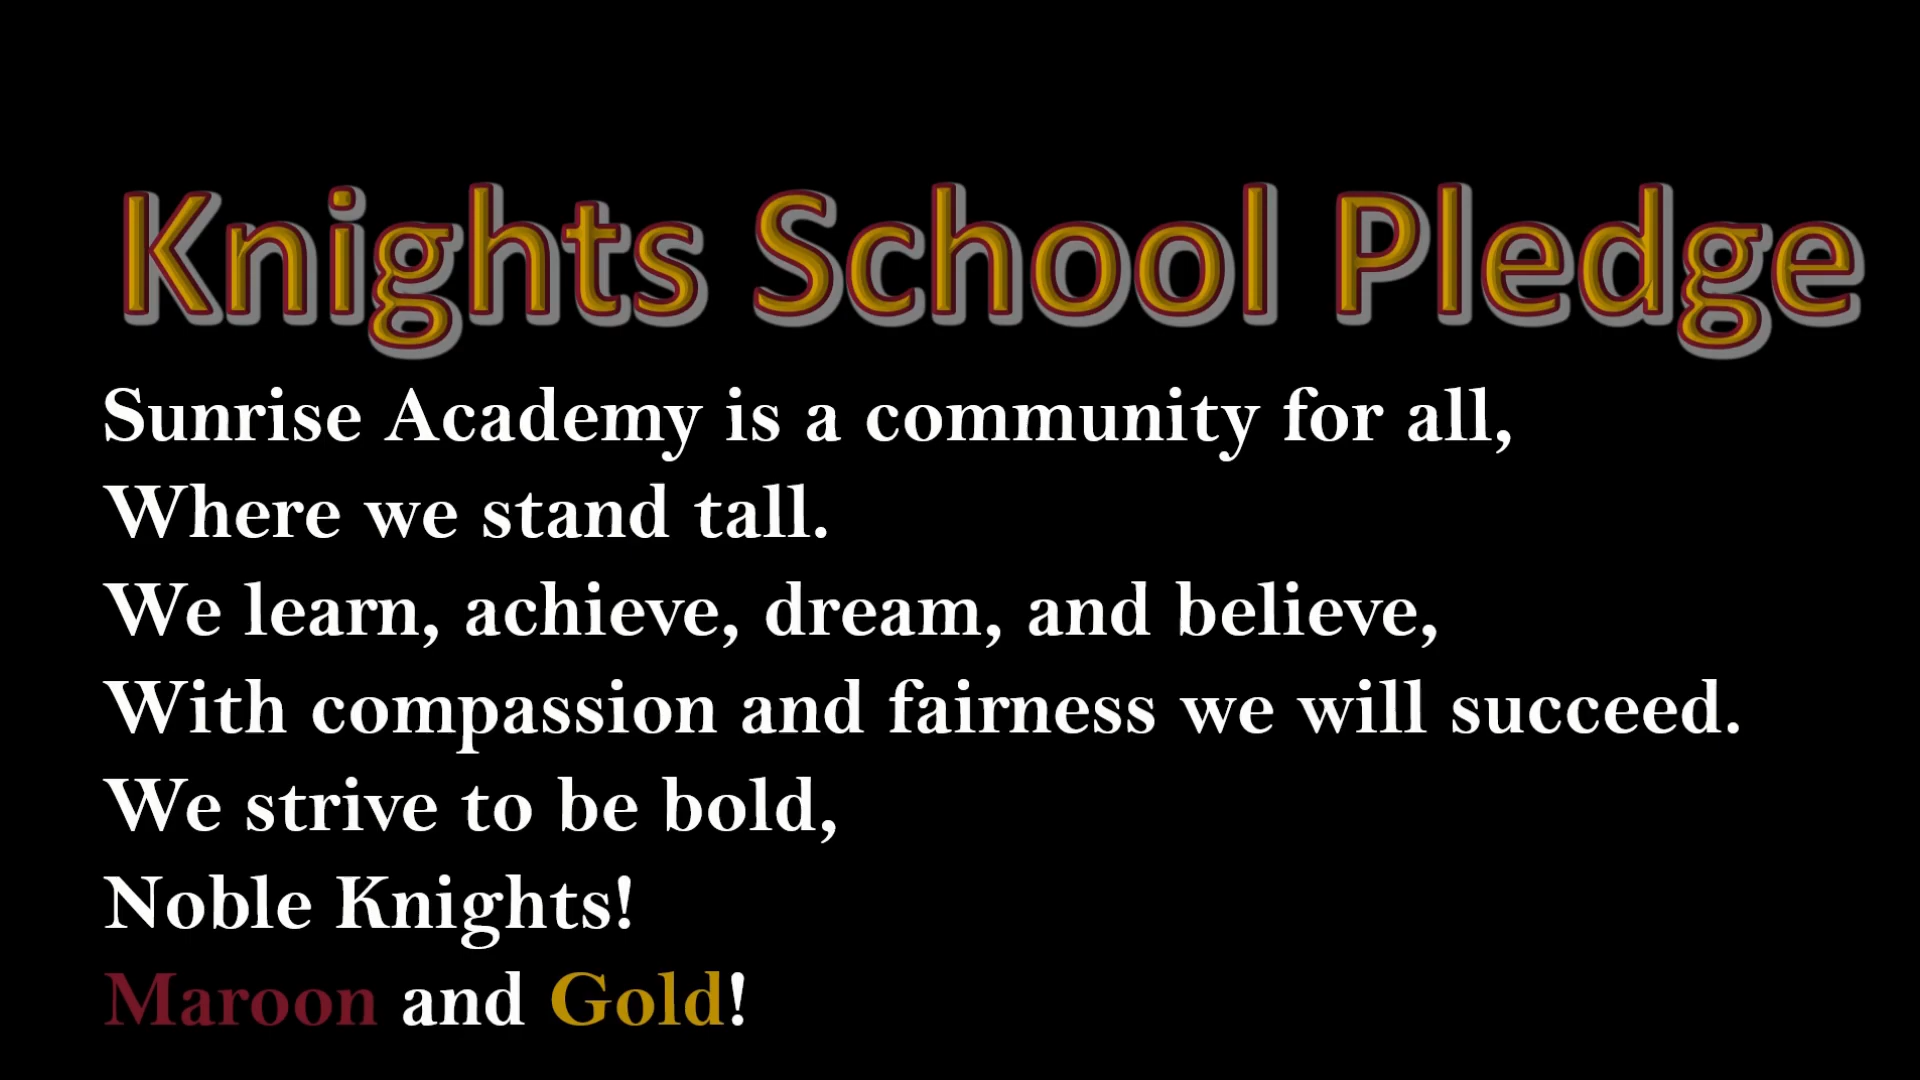 Knights School Pledge
Sunrise Academy is a community for all,
Where we stand tall.
We learn, achieve, dream, and believe,
With compassion and fairness we will succeed.
We strive to be bold,
Noble Knights!
Maroon and Gold!